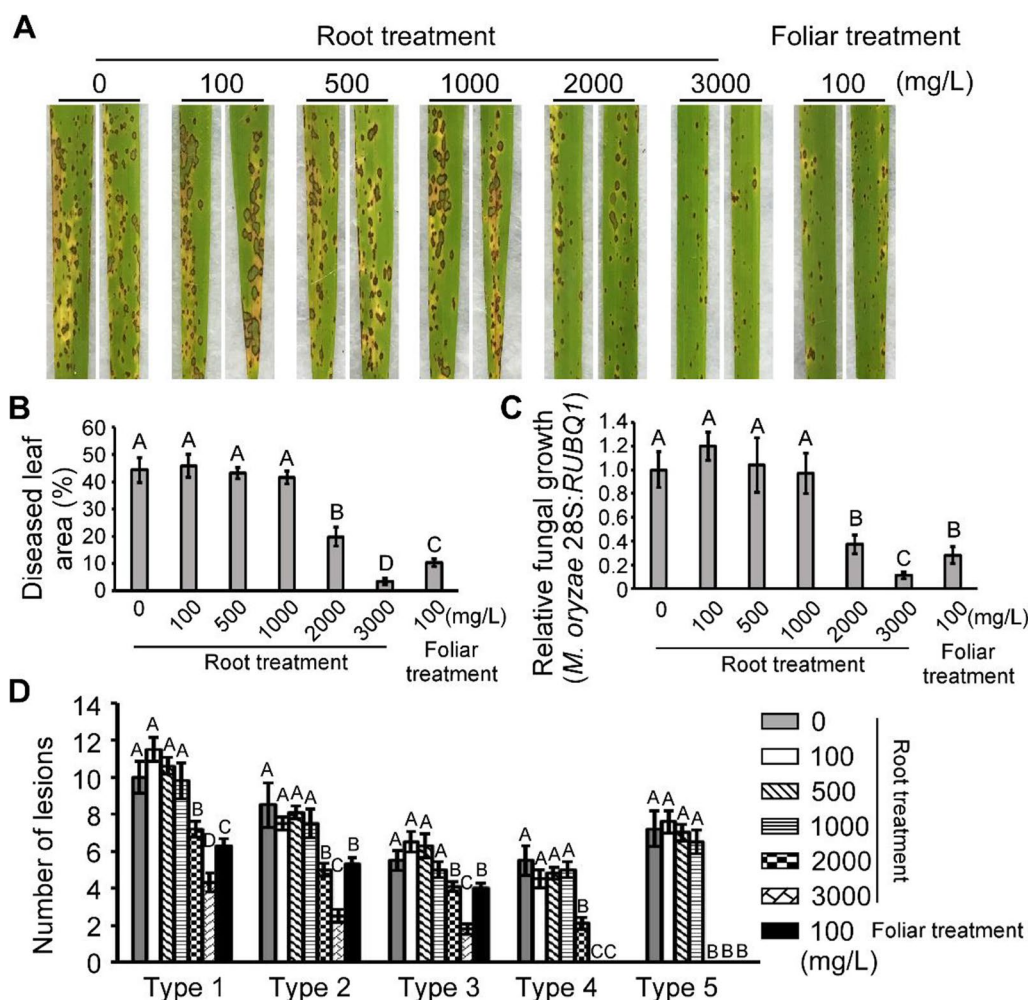 A
Root treatment
Foliar treatment
0 100 500 1000 2000 3000 (mg/L) 100
B
Diseased leaf
area (%)
60
50
40
30
20
10
0
A A A A B D C
0 100 500 1000 2000 3000 100 (mg/L)
Root treatment
Foliar
treatment
C
Relative fungal growth
(M. oryzae 28S:RUBQ1)
1.4
1.2
1.0
0.8
0.6
0.4
0.2
0
A A A A B C B
0 100 500 1000 2000 3000 100 (mg/L)
Root treatment
Foliar
treatment
D
Number of lesions
14
12
10
8
6
4
2
0
A A A A B D C
A A A A B C B
A A A A B C B
A A A A B C C
A A A A B B B
Type 1 Type 2 Type 3 Type 4 Type 5
0
100
500
1000
2000
3000
Root treatment
100 Foliar treatment
(mg/L)